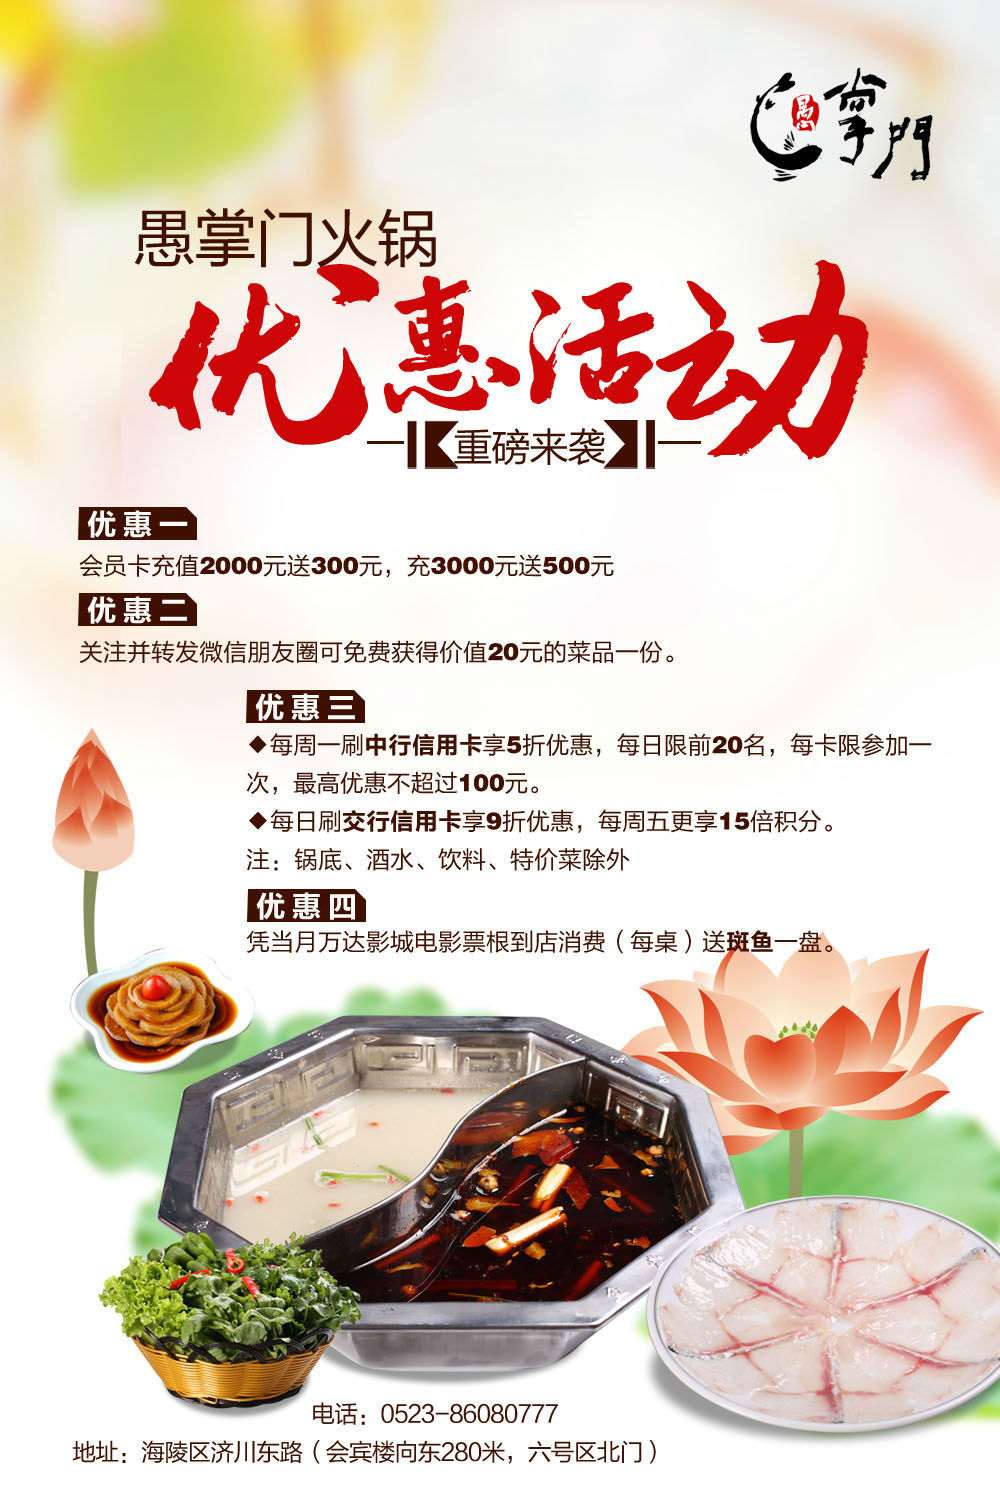 愚掌門
愚掌门火锅
优惠活动
重磅来袭
优惠一
会员卡充值2000元送300元，充3000元送500元
优惠二
关注并转发微信朋友圈可免费获得价值20元的菜品一份。
优惠三
◆每周一刷中行信用卡享5折优惠，每日限前20名，每卡限参加一
次，最高优惠不超过100元。
◆每日刷交行信用卡享9折优惠，每周五更享15倍积分。
注：锅底、酒水、饮料、特价菜除外
优惠四
凭当月万达影城电影票根到店消费（每桌）送斑鱼一盘。
电话：0523-86080777
地址：海陵区济川东路（会宾楼向东280米，六号区北门）